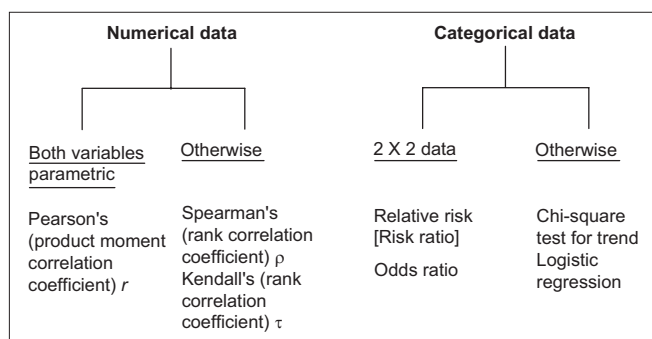 Numerical data
Both variables
parametric
Pearson's
(product moment
correlation
coefficient) r
Otherwise
Spearman's
(rank correlation
coefficient) ρ
Kendall's (rank
correlation
coefficient) τ
Categorical data
2 X 2 data
Relative risk
[Risk ratio]
Odds ratio
Otherwise
Chi-square
test for trend
Logistic
regression